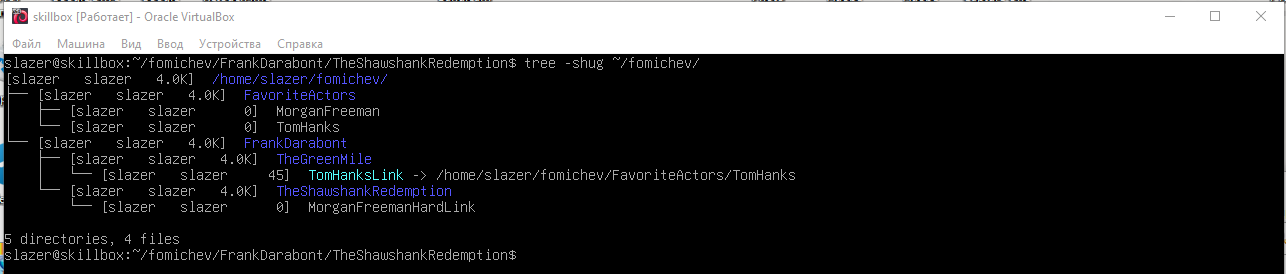 skillbox [Работает] - Oracle VirtualBox
Файл Машина Вид Ввод Устройства Справка
slazer@skillbox:~/fomichev/FrankDarabont/TheShawshankRedemption$ tree -shug ~/fomichev/
[slazer   slazer   4.0K]  /home/slazer/fomichev/
├── [slazer   slazer   4.0K]  FavoriteActors
│   ├── [slazer   slazer      0]  MorganFreeman
│   └── [slazer   slazer      0]  TomHanks
└── [slazer   slazer   4.0K]  FrankDarabont
    ├── [slazer   slazer   4.0K]  TheGreenMile
    │   └── [slazer   slazer     45]  TomHanksLink -> /home/slazer/fomichev/FavoriteActors/TomHanks
    └── [slazer   slazer   4.0K]  TheShawshankRedemption
        └── [slazer   slazer      0]  MorganFreemanHardLink
5 directories, 4 files
slazer@skillbox:~/fomichev/FrankDarabont/TheShawshankRedemption$